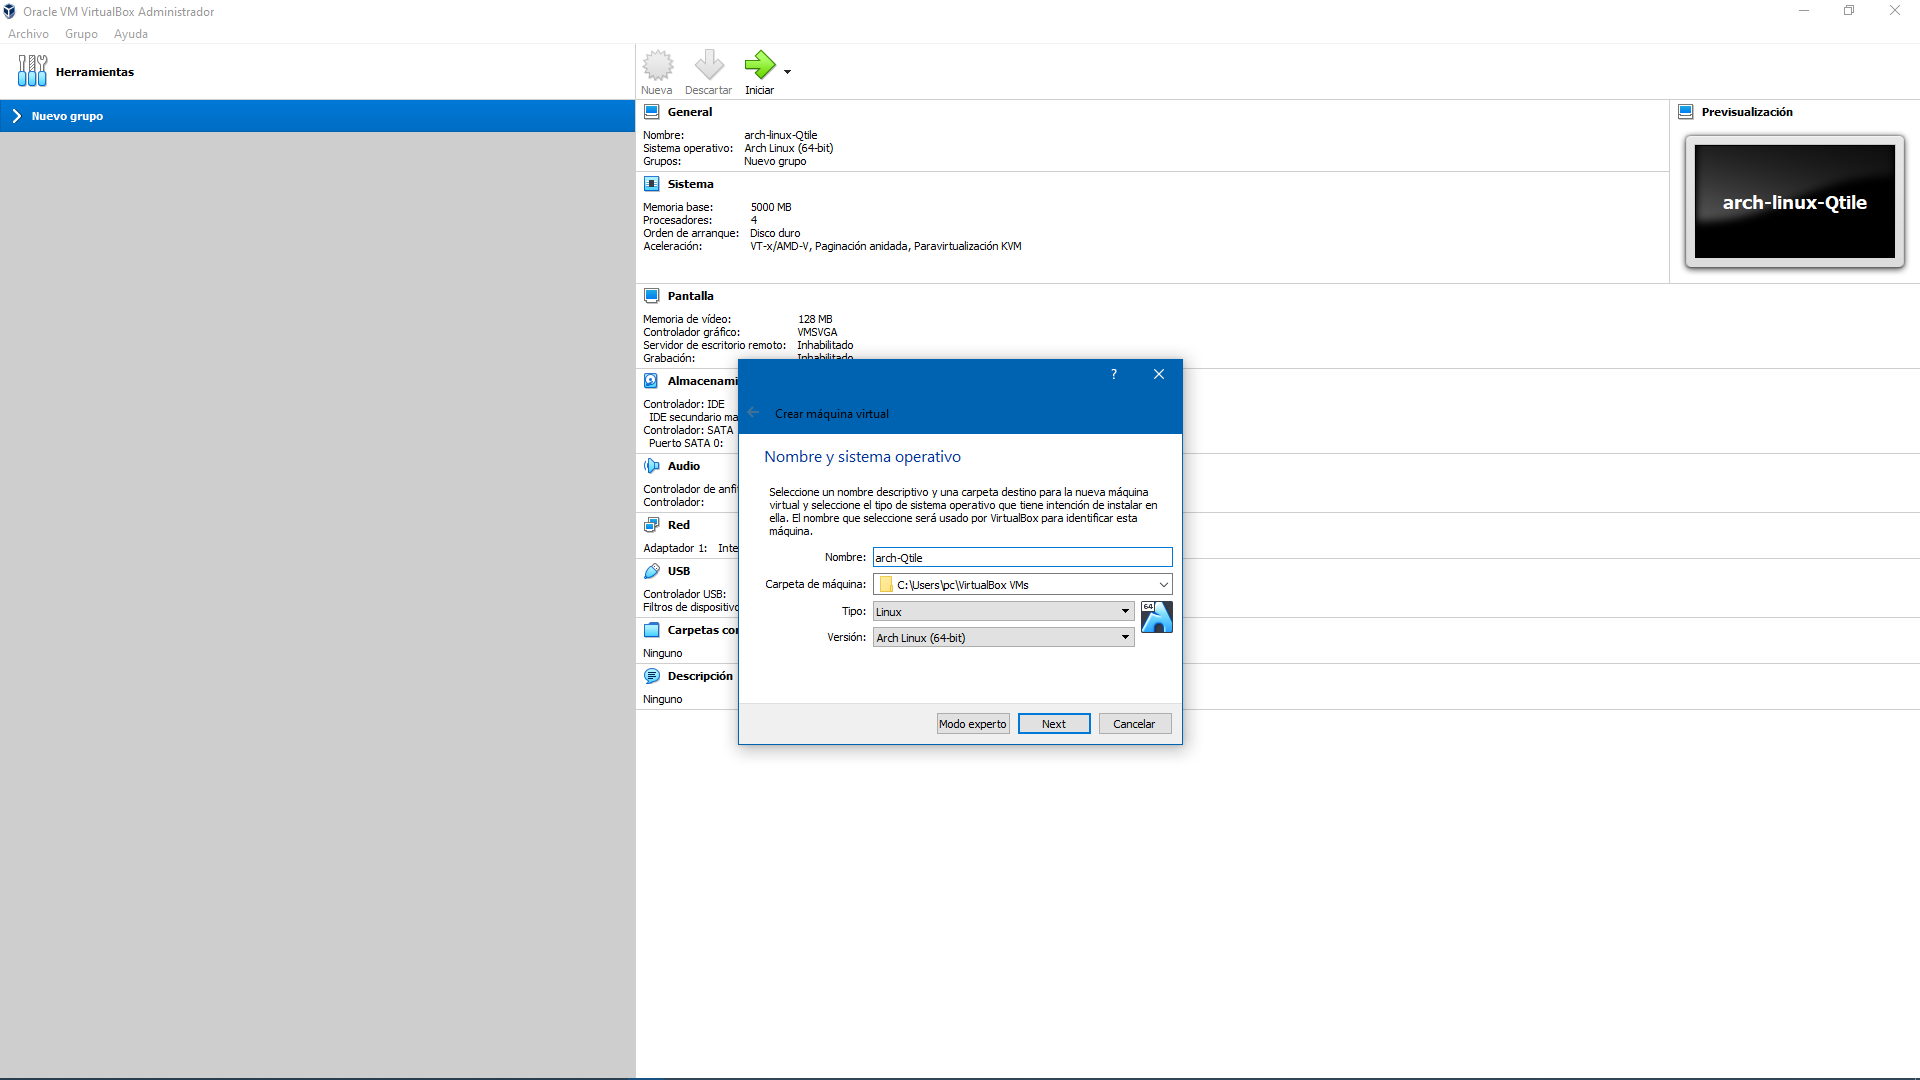 Oracle VM VirtualBox Administrador
Archivo Grupo Ayuda
Herramientas
Nuevo grupo
Nueva Descartar Iniciar
General
Nombre: arch-linux-Qtile
Sistema operativo: Arch Linux (64-bit)
Grupos: Nuevo grupo
Previsualización
arch-linux-Qtile
Sistema
Memoria base: 5000 MB
Procesadores: 4
Orden de arranque: Disco duro
Aceleración: VT-x/AMD-V, Paginación anidada, Paravirtualización KVM
Pantalla
Memoria de vídeo: 128 MB
Controlador gráfico: VMSVGA
Servidor de escritorio remoto: Inhabilitado
Grabación: Inhabilitado
Almacenami
Controlador: IDE
IDE secundario ma
Controlador: SATA
Puerto SATA 0:
Audio
Controlador de anfi
Controlador:
Red
Adaptador 1: Inte
USB
Controlador USB:
Filtros de dispositivo
Carpetas co
Ninguno
Descripción
Ninguno
?
Crear máquina virtual
Nombre y sistema operativo
Seleccione un nombre descriptivo y una carpeta destino para la nueva máquina
virtual y seleccione el tipo de sistema operativo que tiene intención de instalar en
ella. El nombre que seleccione será usado por VirtualBox para identificar esta
máquina.
Nombre: arch-Qtile
Carpeta de máquina: C:\Users\pc\VirtualBox VMs
Tipo: Linux
64
Versión: Arch Linux (64-bit)
Modo experto Next Cancelar